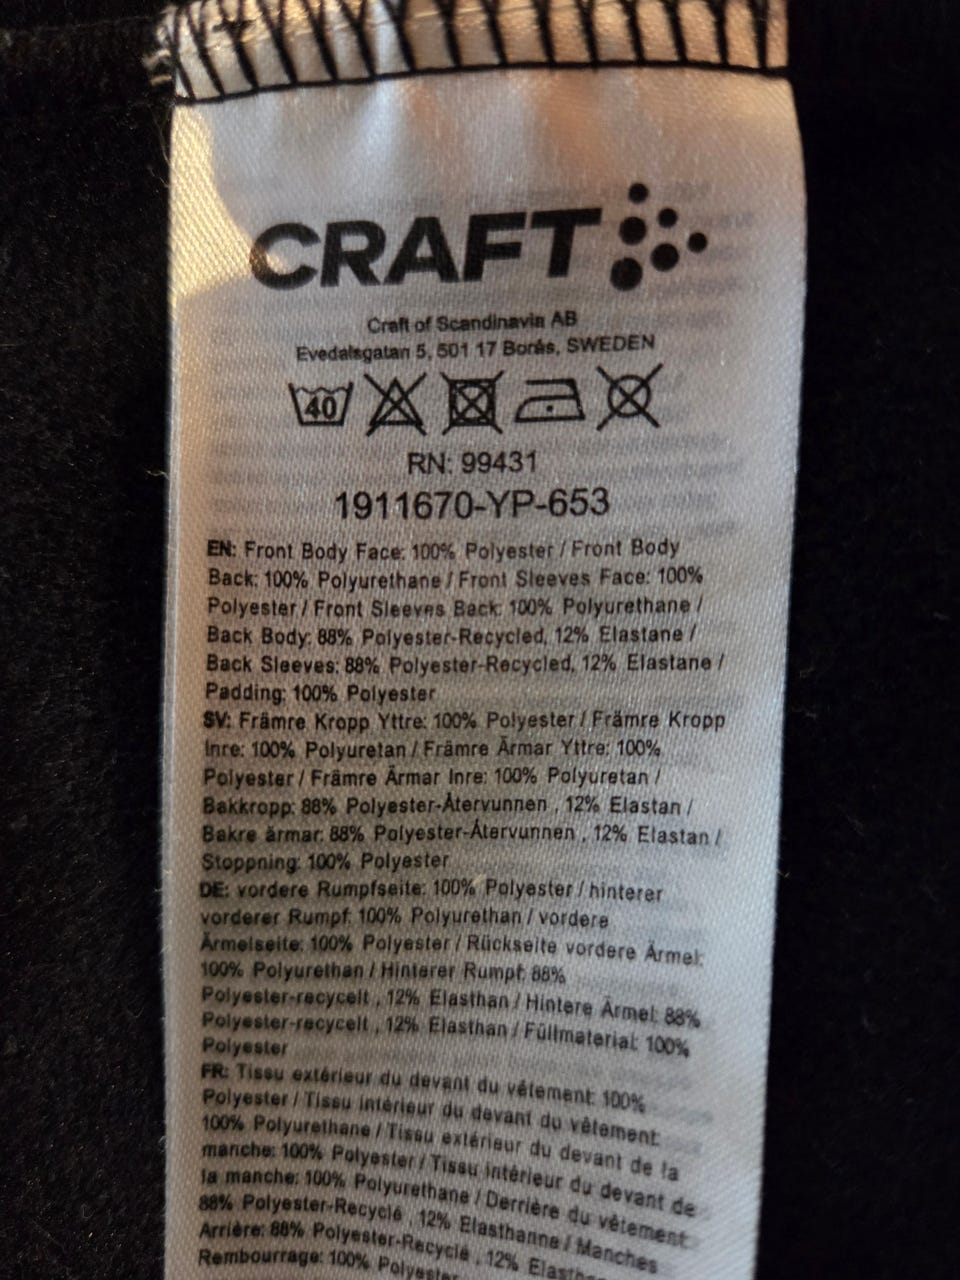 CRAFT
Craft of Scandinavia AB
Evedalsgatan 5, 501 17 Borås, SWEDEN
40
RN: 99431
1911670-YP-653
EN: Front Body Face: 100% Polyester / Front Body
Back: 100% Polyurethane / Front Sleeves Face: 100%
Polyester / Front Sleeves Back: 100% Polyurethane /
Back Body: 88% Polyester-Recycled, 12% Elastane /
Back Sleeves: 88% Polyester-Recycled, 12% Elastane /
Padding: 100% Polyester
SV: Främre Kropp Yttre: 100% Polyester / Främre Kropp
Inre: 100% Polyuretan / Främre Ärmar Yttre: 100%
Polyester / Främre Ärmar Inre: 100% Polyuretan /
Bakkropp: 88% Polyester-Återvunnen , 12% Elastan /
Bakre ärmar: 88% Polyester-Återvunnen , 12% Elastan /
Stoppning: 100% Polyester
DE: vordere Rumpfseite: 100% Polyester / hinterer
vorderer Rumpf: 100% Polyurethan / vordere
Ärmelseite: 100% Polyester / Rückseite vordere Ärmel:
100% Polyurethan / Hinterer Rumpf: 88%
Polyester-recycelt , 12% Elasthan / Hintere Ärmel: 88%
Polyester-recycelt , 12% Elasthan / Füllmaterial: 100%
Polyester
FR: Tissu extérieur du devant du vêtement: 100%
Polyester / Tissu intérieur du devant du vêtement:
100% Polyurethane / Tissu extérieur du devant de la
manche: 100% Polyester / Tissu intérieur du devant de
la manche: 100% Polyurethane / Derrière du vêtement:
88% Polyester-Recyclé , 12% Elasthanne / Manches
Arrière: 88% Polyester-Recyclé , 12%
Rembourrage: 100%